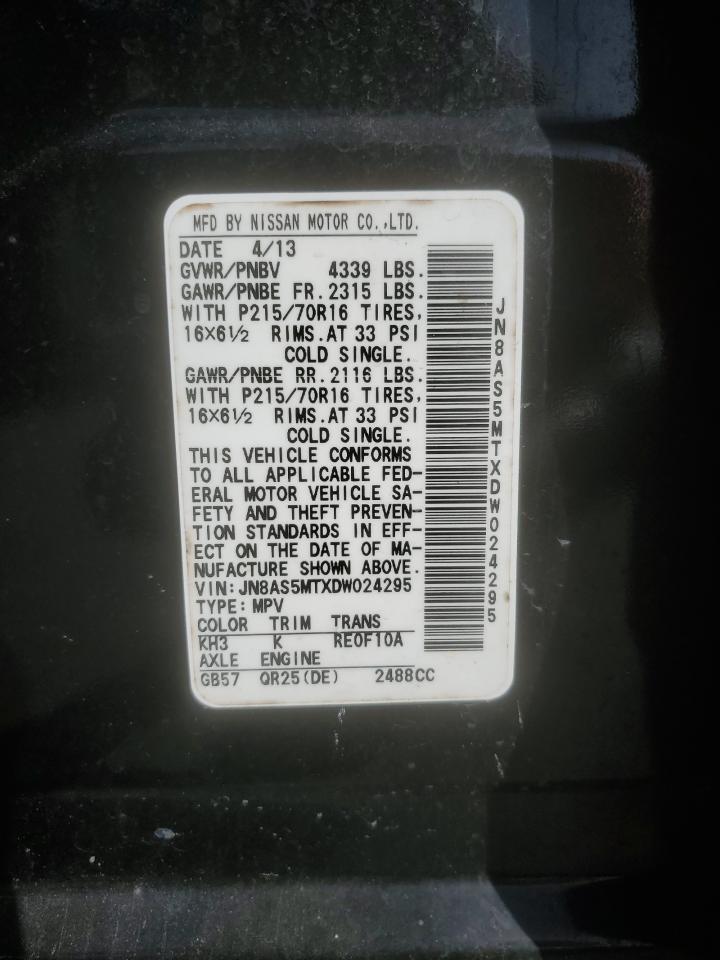 MFD BY NISSAN MOTOR CO.,LTD.
DATE 4/13
GVWR/PNBV 4339 LBS.
GAWR/PNBE FR.2315 LBS.
WITH P215/70R16 TIRES,
16X6½ RIMS.AT 33 PSI
COLD SINGLE.
GAWR/PNBE RR.2116 LBS.
WITH P215/70R16 TIRES,
16X6½ RIMS.AT 33 PSI
COLD SINGLE.
THIS VEHICLE CONFORMS
TO ALL APPLICABLE FED-
ERAL MOTOR VEHICLE SA-
FETY AND THEFT PREVEN-
TION STANDARDS IN EFF-
ECT ON THE DATE OF MA-
NUFACTURE SHOWN ABOVE.
VIN:JN8AS5MTXDW024295
TYPE:MPV
COLOR TRIM TRANS
KH3 K RE0F10A
AXLE ENGINE
GB57 QR25(DE) 2488CC
JN8AS5MTXDW024295